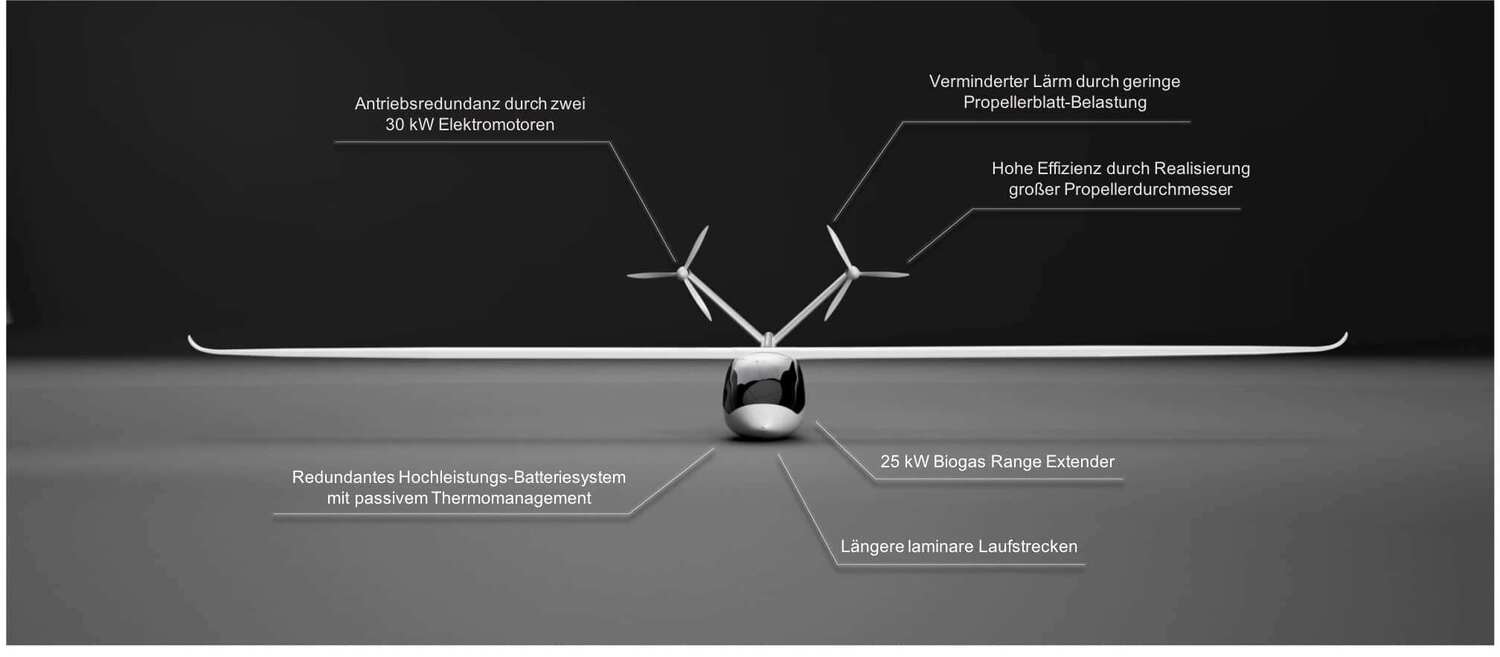 Antriebsredundanz durch zwei
30 kW Elektromotoren
Verminderter Lärm durch geringe
Propellerblatt-Belastung
Hohe Effizienz durch Realisierung
großer Propellerdurchmesser
Redundantes Hochleistungs-Batteriesystem
mit passivem Thermomanagement
25 kW Biogas Range Extender
Längere laminare Laufstrecken